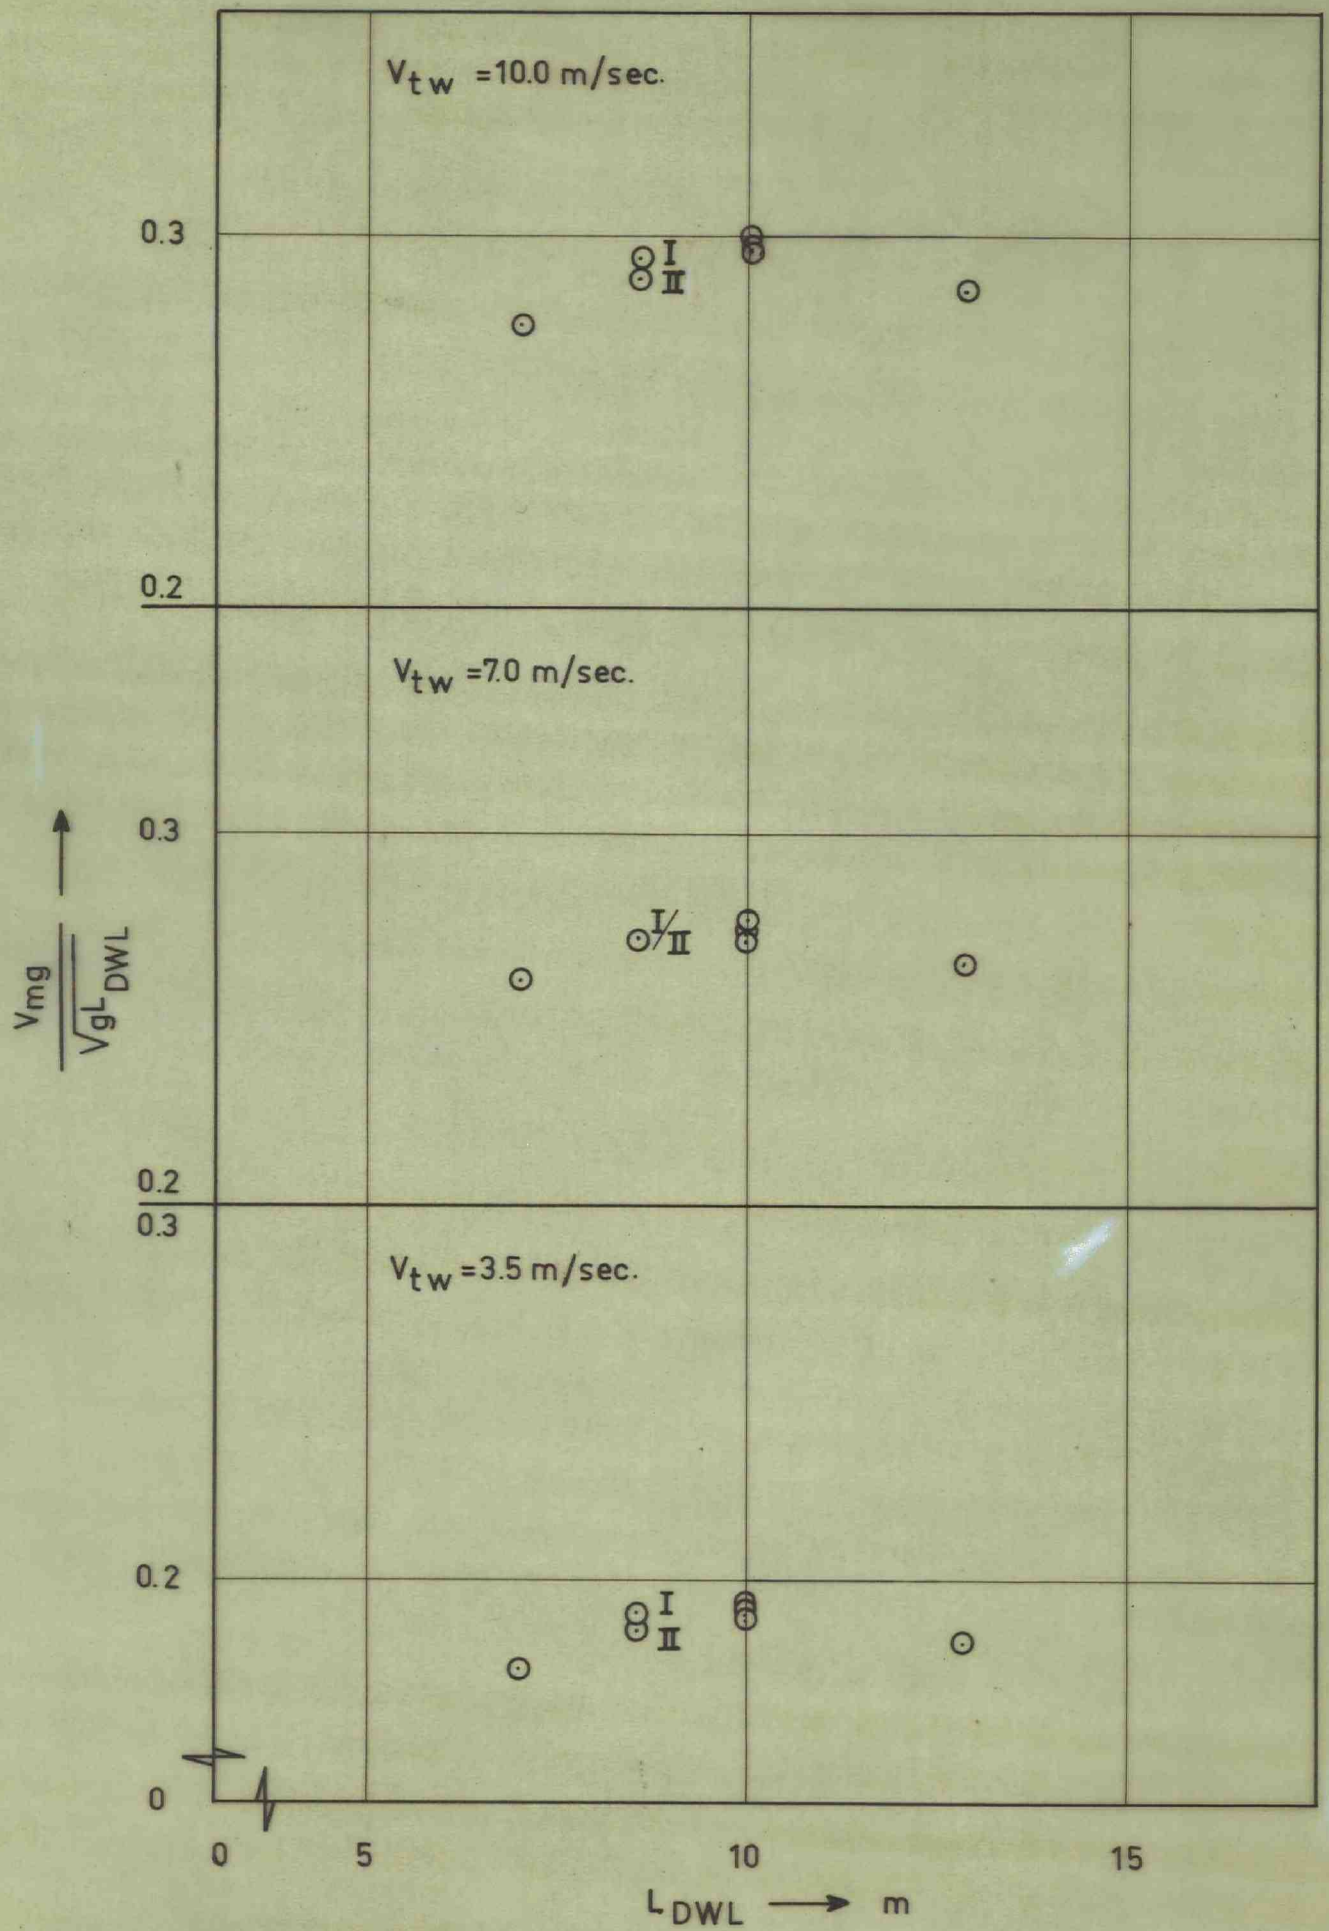 Vtw =10.0 m/sec.
0.3
I
II
0.2
Vtw =7.0 m/sec.
0.3
I/II
Vmg
√gLDWL
0.2
0.3
Vtw =3.5 m/sec.
0.2
I
II
0
0 5 10 15
LDWL → m